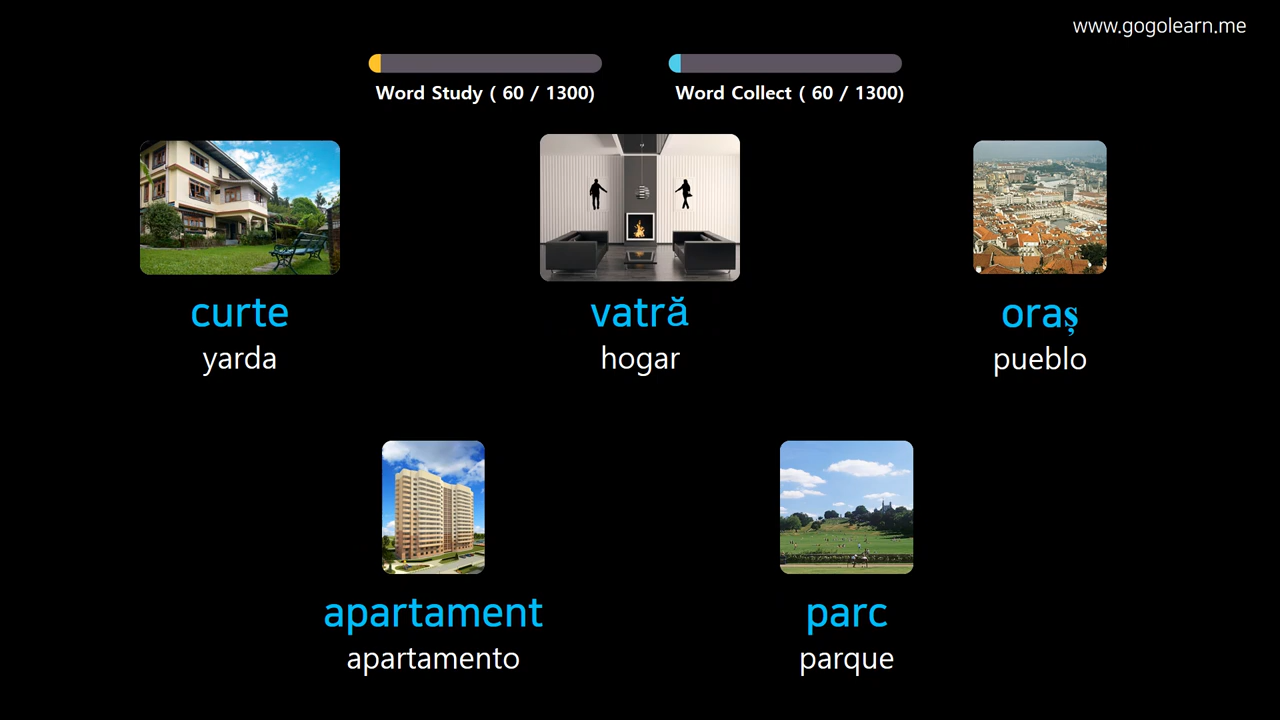 www.gogolearn.me
Word Study ( 60 / 1300)
Word Collect ( 60 / 1300)
curte
yarda
vatră
hogar
oraș
pueblo
apartament
apartamento
parc
parque